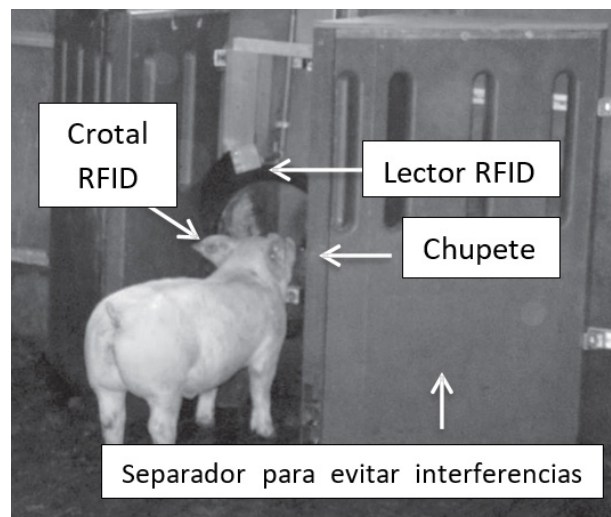 Crotal
RFID
Lector RFID
Chupete
Separador para evitar interferencias